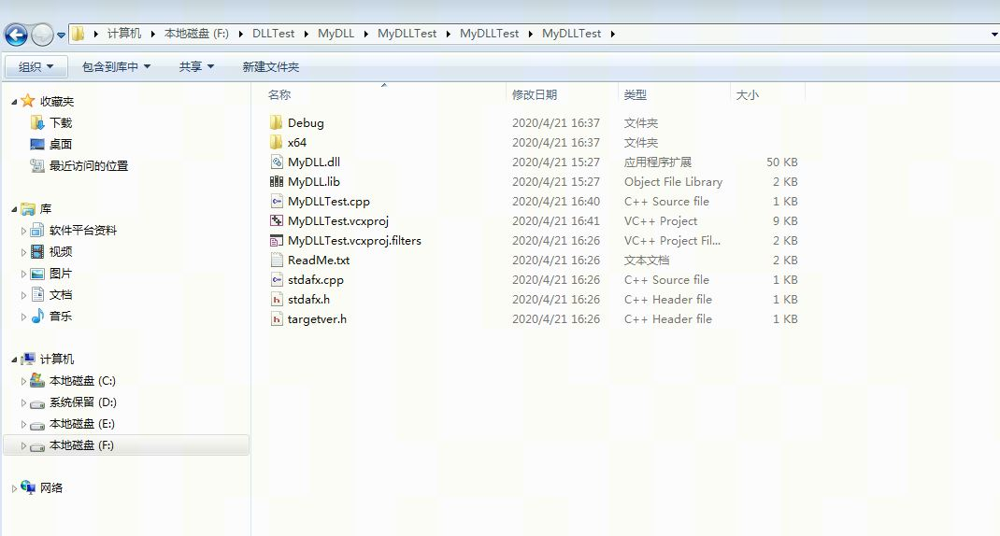 计算机 本地磁盘 (F:) DLLTest MyDLL MyDLLTest MyDLLTest MyDLLTest
组织 包含到库中 共享 新建文件夹
收藏夹
下载
桌面
最近访问的位置
库
软件平台资料
视频
图片
文档
音乐
计算机
本地磁盘 (C:)
系统保留 (D:)
本地磁盘 (E:)
本地磁盘 (F:)
网络
名称 修改日期 类型 大小
Debug 2020/4/21 16:37 文件夹
x64 2020/4/21 16:37 文件夹
MyDLL.dll 2020/4/21 15:27 应用程序扩展 50 KB
MyDLL.lib 2020/4/21 15:27 Object File Library 2 KB
MyDLLTest.cpp 2020/4/21 16:40 C++ Source file 1 KB
MyDLLTest.vcxproj 2020/4/21 16:41 VC++ Project 9 KB
MyDLLTest.vcxproj.filters 2020/4/21 16:26 VC++ Project Fil... 2 KB
ReadMe.txt 2020/4/21 16:26 文本文档 2 KB
stdafx.cpp 2020/4/21 16:26 C++ Source file 1 KB
stdafx.h 2020/4/21 16:26 C++ Header file 1 KB
targetver.h 2020/4/21 16:26 C++ Header file 1 KB